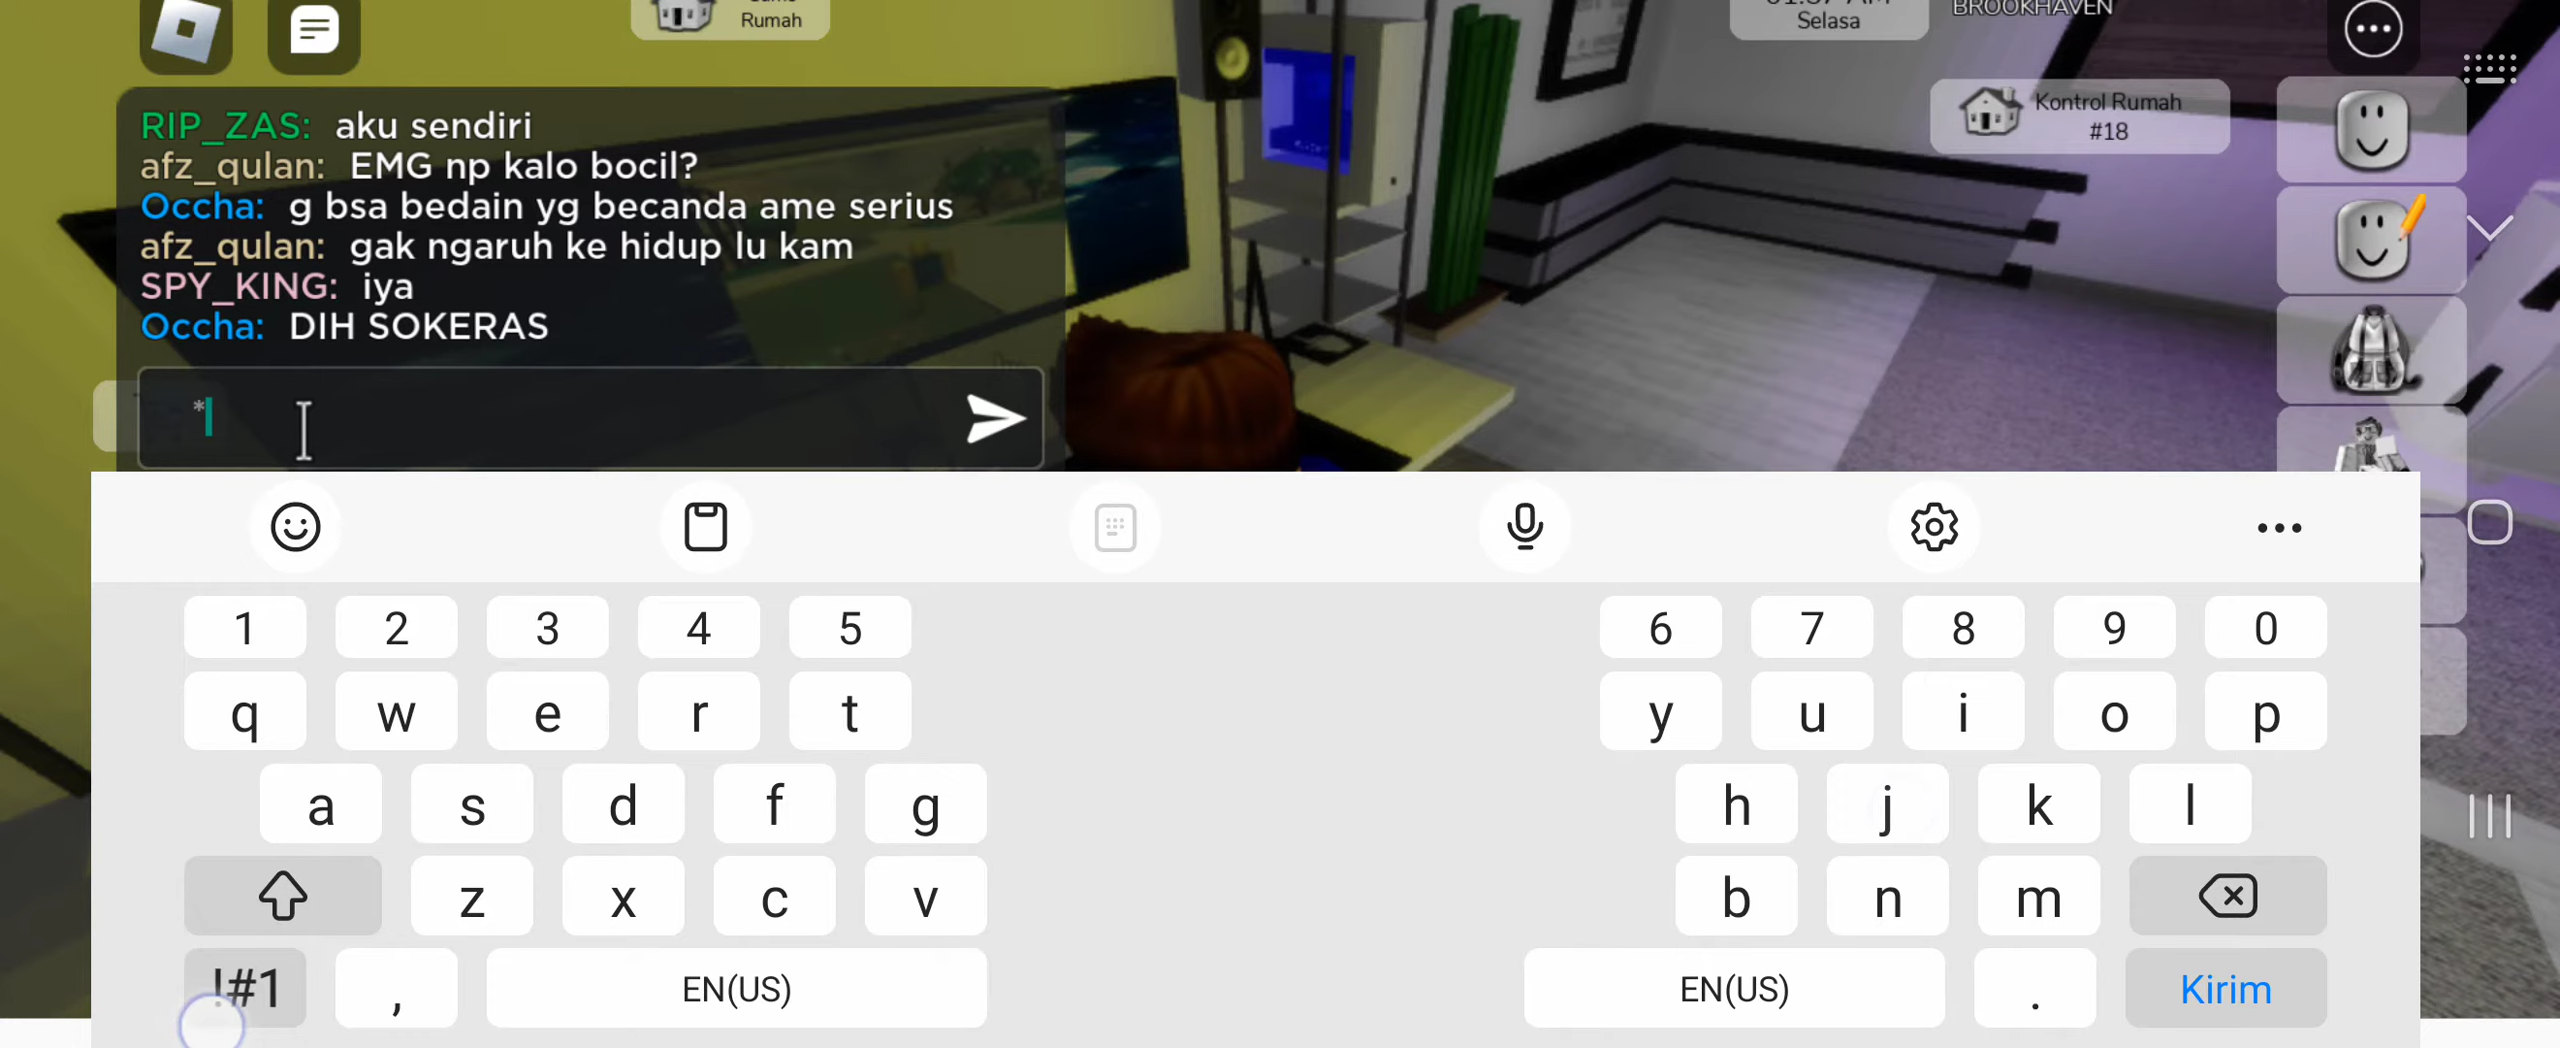 Rumah
Selasa
BROOKHAVEN
Kontrol Rumah
#18
RIP_ZAS: aku sendiri
afz_qulan: EMG np kalo bocil?
Occha: g bsa bedain yg becanda ame serius
afz_qulan: gak ngaruh ke hidup lu kam
SPY_KING: iya
Occha: DIH SOKERAS
*
1 2 3 4 5 6 7 8 9 0
q w e r t y u i o p
a s d f g h j k l
z x c v b n m
!#1 , EN(US) EN(US) . Kirim